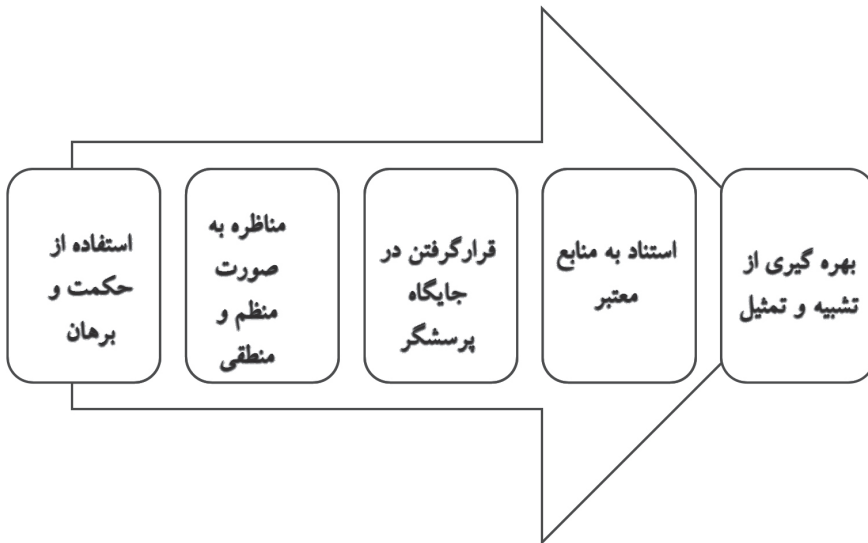 استفاده از
حکمت و
برهان
مناظره به
صورت
منظم و
منطقی
قرارگرفتن در
جایگاه
پرسشگر
استناد به منابع
معتبر
بهره گیری از
تشبیه و تمثیل